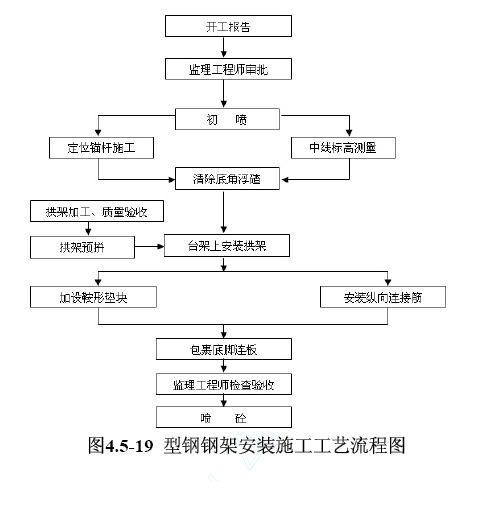 开工报告
监理工程师审批
初 喷
定位锚杆施工
中线标高测量
清除底角浮碴
拱架加工、质量验收
拱架预拼
台架上安装拱架
加设鞍形垫块
安装纵向连接筋
包裹底脚连板
监理工程师检查验收
喷 砼
图4.5-19 型钢钢架安装施工工艺流程图